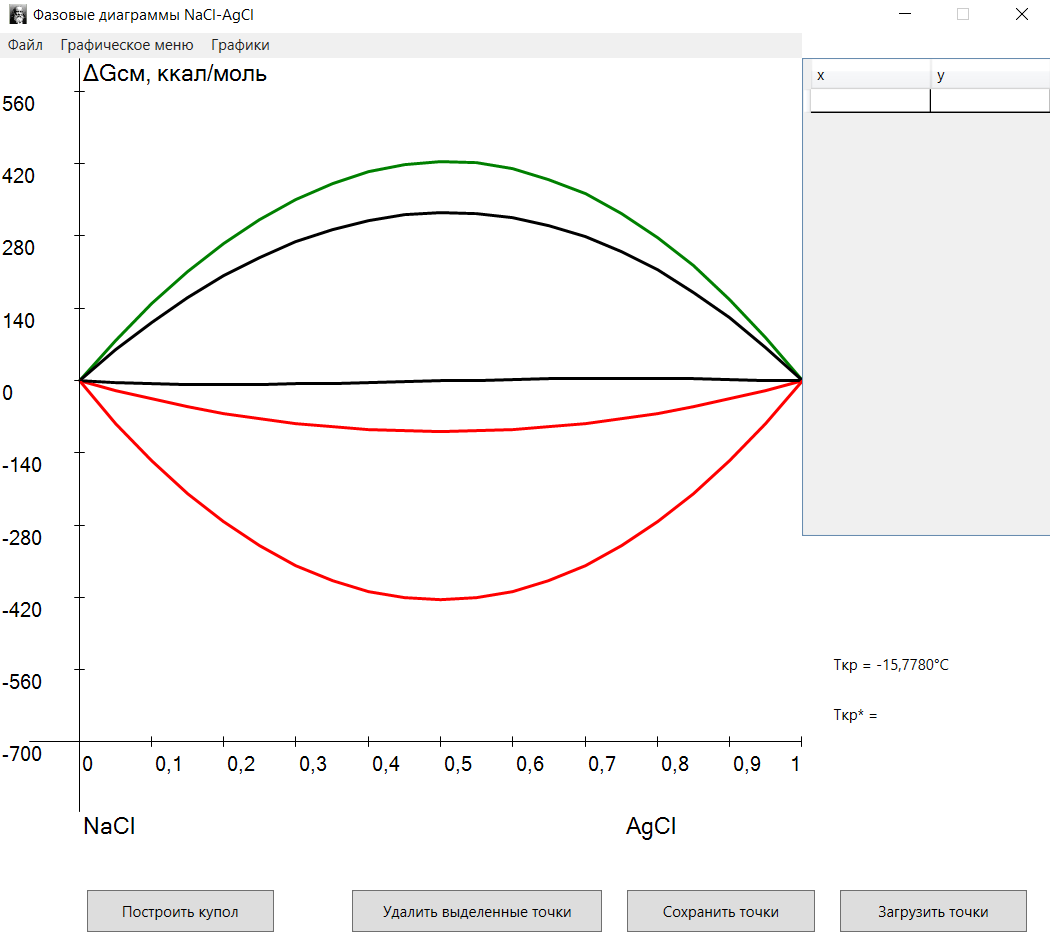 Фазовые диаграммы NaCl-AgCl
Файл Графическое меню Графики
ΔGсм, ккал/моль
x y
560
420
280
140
0
-140
-280
-420
-560
-700
0 0,1 0,2 0,3 0,4 0,5 0,6 0,7 0,8 0,9 1
NaCl AgCl
Tкр = -15,7780°C
Tкр* =
Построить купол Удалить выделенные точки Сохранить точки Загрузить точки